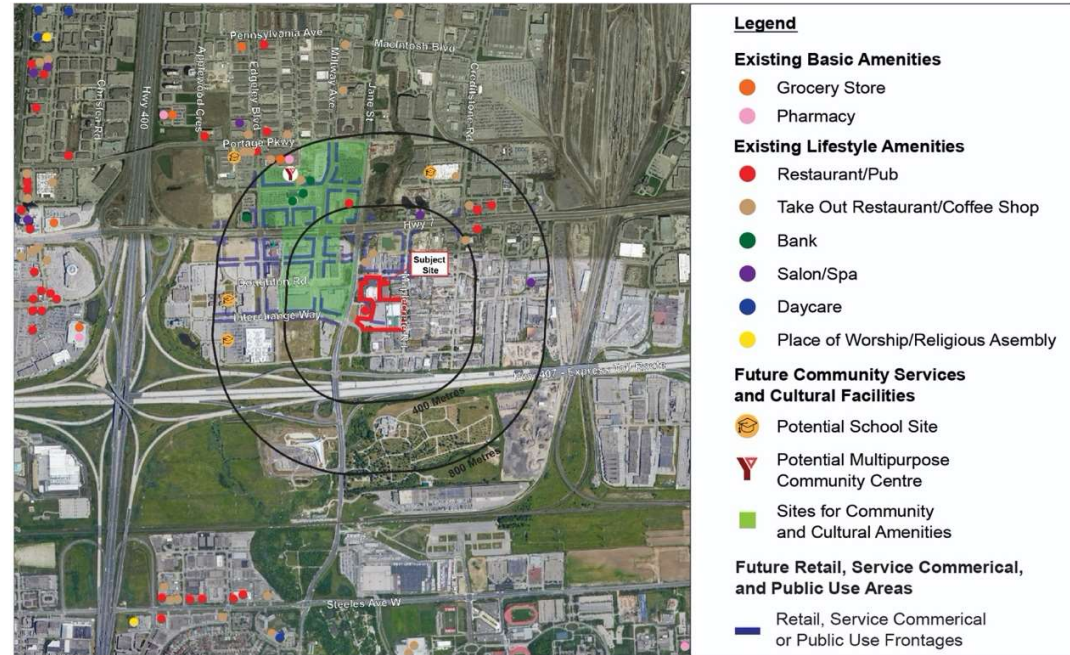 Pennsylvania Ave
MacIntosh Blvd
Applewood Cres
Edgeley Blvd
Millway Ave
Jane St
Creditstone Rd
Chrislea Rd
Hwy 400
Portage Pkwy
Hwy 7
Subject
Site
Interchange Way
400 Metres
800 Metres
Steeles Ave W
Legend
Existing Basic Amenities
Grocery Store
Pharmacy
Existing Lifestyle Amenities
Restaurant/Pub
Take Out Restaurant/Coffee Shop
Bank
Salon/Spa
Daycare
Place of Worship/Religious Asembly
Future Community Services
and Cultural Facilities
Potential School Site
Potential Multipurpose
Community Centre
Sites for Community
and Cultural Amenities
Future Retail, Service Commerical,
and Public Use Areas
Retail, Service Commerical
or Public Use Frontages